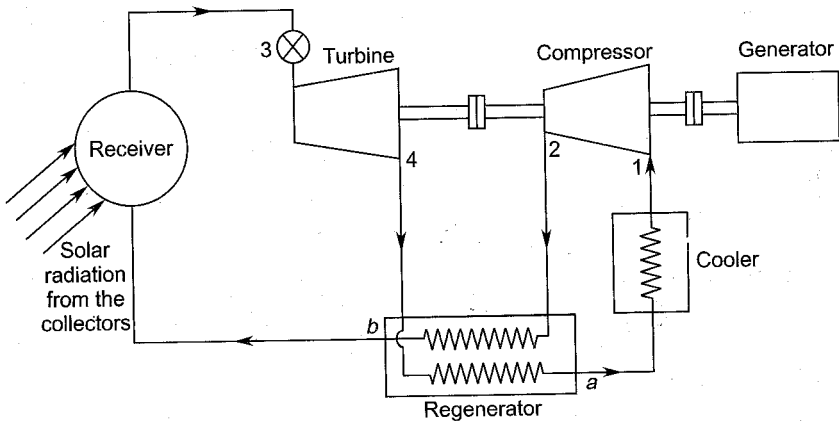 3
Turbine
Compressor
Generator
Receiver
4
2
1
Solar
radiation
from the
collectors
Cooler
b
a
Regenerator